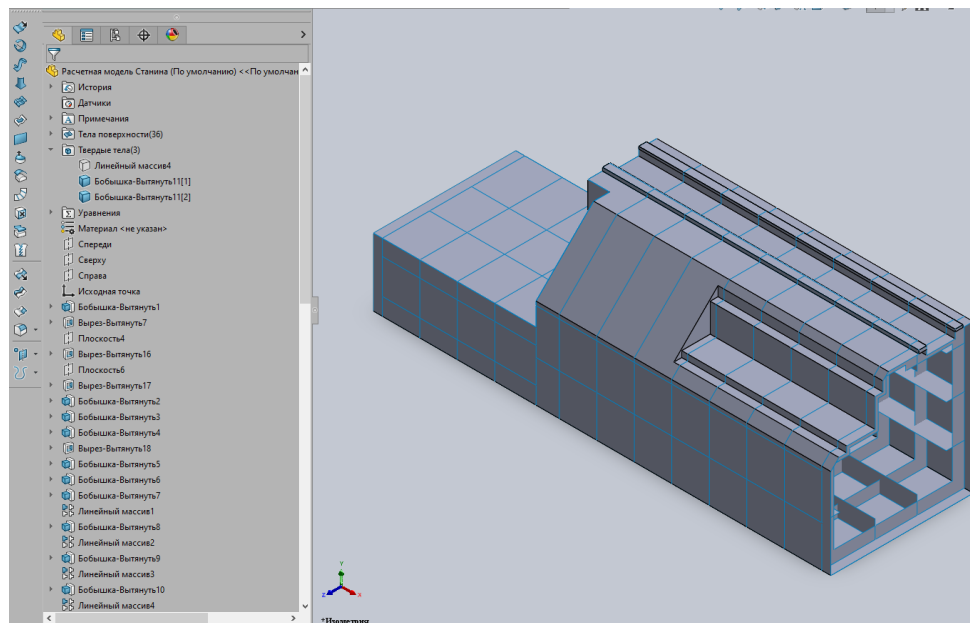 Расчетная модель Станина (По умолчанию) <<По умолчан
История
Датчики
Примечания
Тела поверхности(36)
Твердые тела(3)
Линейный массив4
Бобышка-Вытянуть11[1]
Бобышка-Вытянуть11[2]
Уравнения
Материал <не указан>
Спереди
Сверху
Справа
Исходная точка
Бобышка-Вытянуть1
Вырез-Вытянуть7
Плоскость4
Вырез-Вытянуть16
Плоскость6
Вырез-Вытянуть17
Бобышка-Вытянуть2
Бобышка-Вытянуть3
Бобышка-Вытянуть4
Вырез-Вытянуть18
Бобышка-Вытянуть5
Бобышка-Вытянуть6
Бобышка-Вытянуть7
Линейный массив1
Бобышка-Вытянуть8
Линейный массив2
Бобышка-Вытянуть9
Линейный массив3
Бобышка-Вытянуть10
Линейный массив4
Y
Z
X
*Изометрия